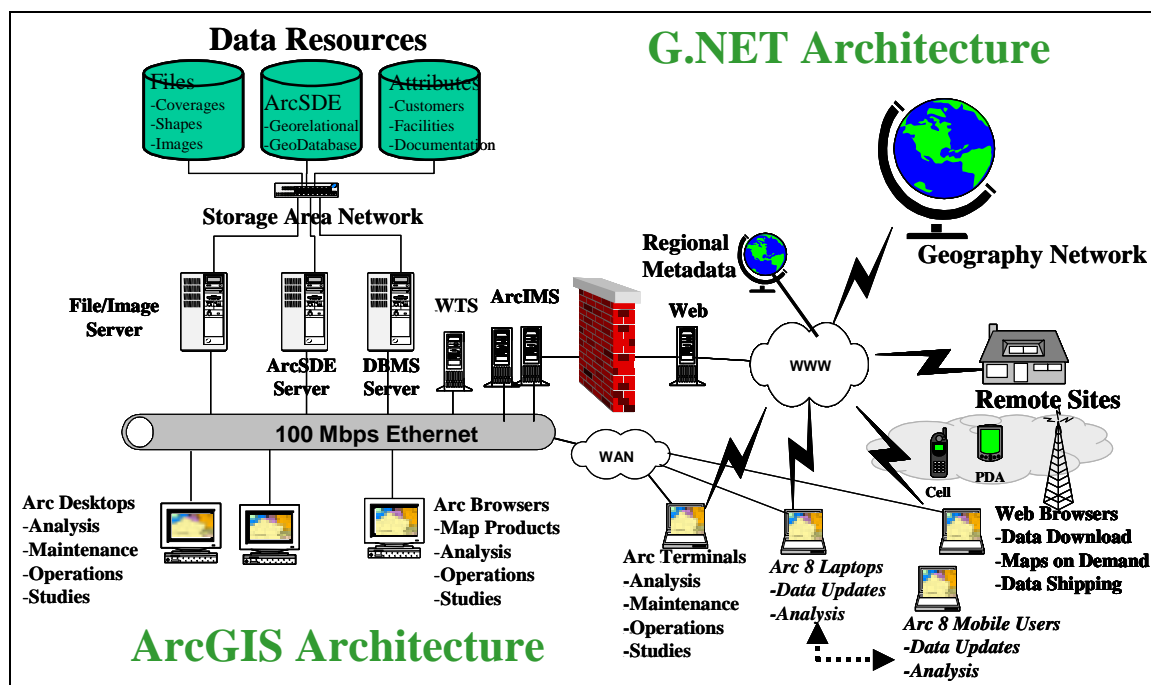 Data Resources
G.NET Architecture
Files
-Coverages
-Shapes
-Images
ArcSDE
-Georelational
-GeoDatabase
Attributes
-Customers
-Facilities
-Documentation
Storage Area Network
Regional
Metadata
Geography Network
File/Image
Server
ArcSDE
Server
DBMS
Server
WTS
ArcIMS
Web
WWW
Remote Sites
100 Mbps Ethernet
WAN
Cell
PDA
Arc Desktops
-Analysis
-Maintenance
-Operations
-Studies
Arc Browsers
-Map Products
-Analysis
-Operations
-Studies
Arc Terminals
-Analysis
-Maintenance
-Operations
-Studies
Arc 8 Laptops
-Data Updates
-Analysis
Web Browsers
-Data Download
-Maps on Demand
-Data Shipping
Arc 8 Mobile Users
-Data Updates
-Analysis
ArcGIS Architecture